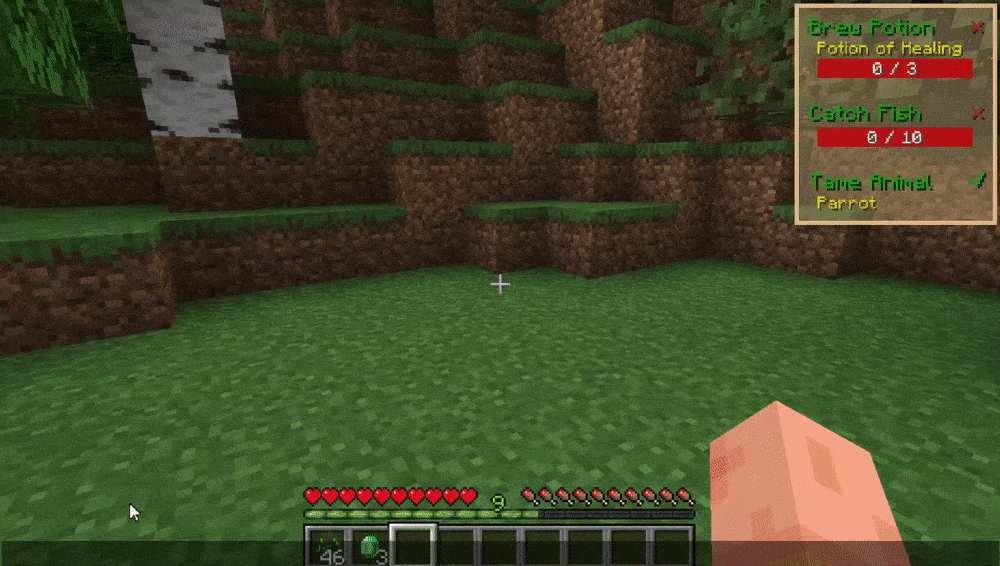 Brew Potion
Potion of Healing
0 / 3
Catch Fish
0 / 10
Tame Animal
Parrot
9
46
3